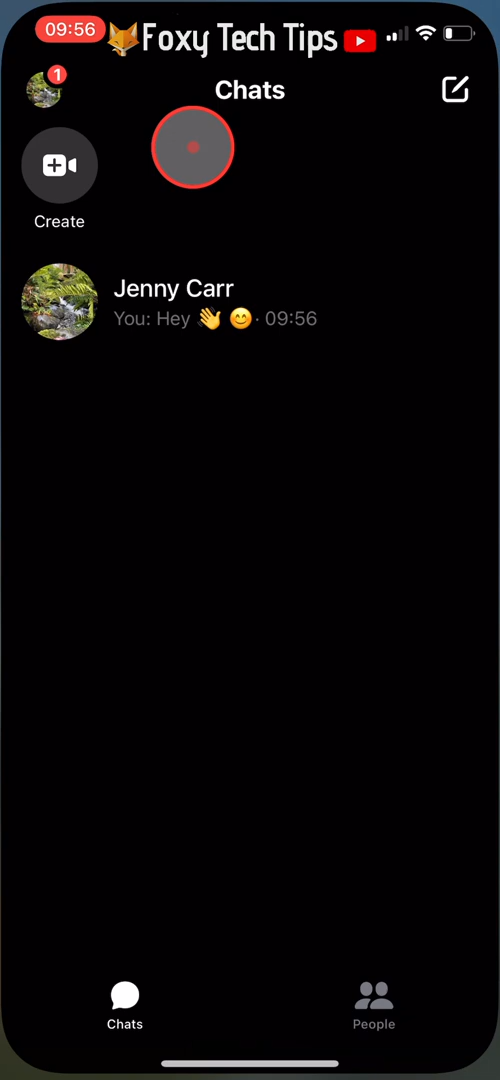 09:56
🦊Foxy Tech Tips
1
Chats
Create
Jenny Carr
You: Hey 👋 😊· 09:56
Chats
People